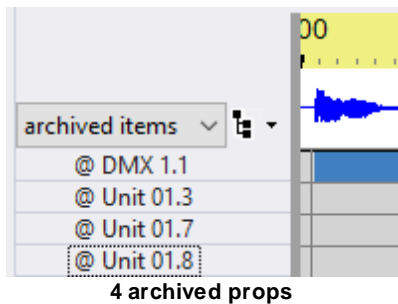 00
archived items
@ DMX 1.1
@ Unit 01.3
@ Unit 01.7
@ Unit 01.8
4 archived props